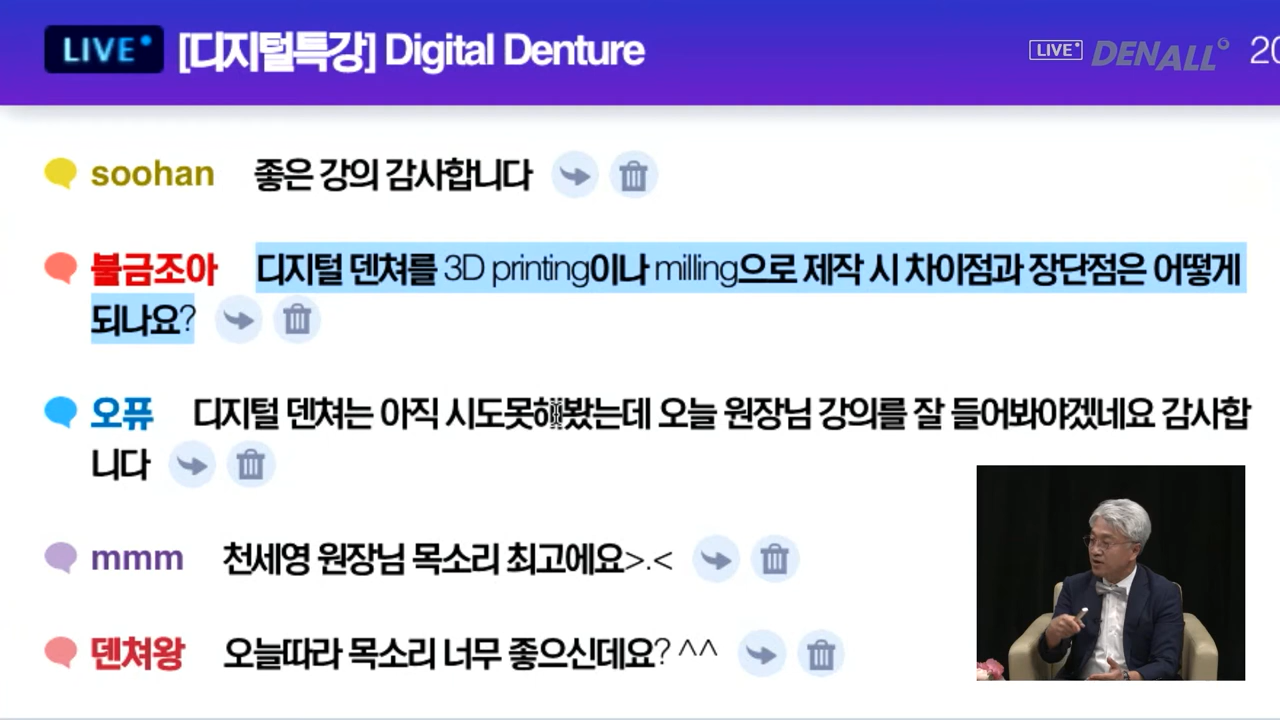 LIVE [디지털특강] Digital Denture LIVE DENALL 20
soohan 좋은 강의 감사합니다
불금조아 디지털 덴쳐를 3D printing이나 milling으로 제작 시 차이점과 장단점은 어떻게
되나요?
오퓨 디지털 덴쳐는 아직 시도못해봤는데 오늘 원장님 강의를 잘 들어봐야겠네요 감사합
니다
mmm 천세영 원장님 목소리 최고에요>.<
덴쳐왕 오늘따라 목소리 너무 좋으신데요? ^^